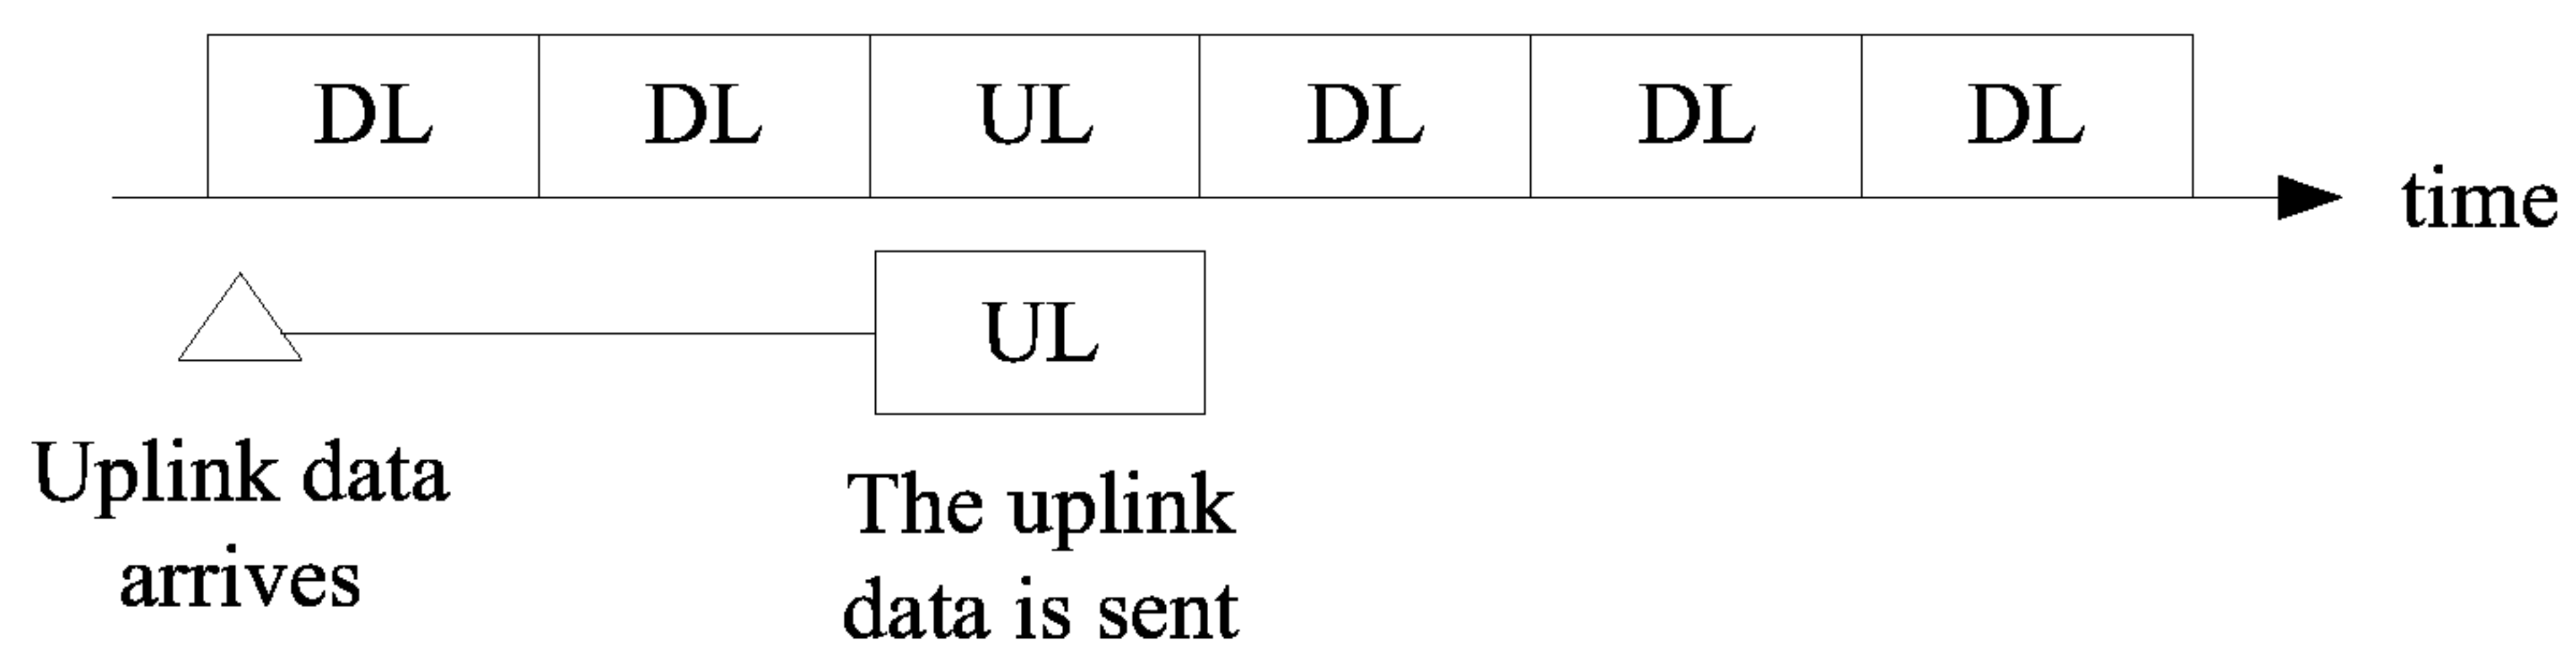 DL DL UL DL DL DL
time
UL
Uplink data
arrives
The uplink
data is sent